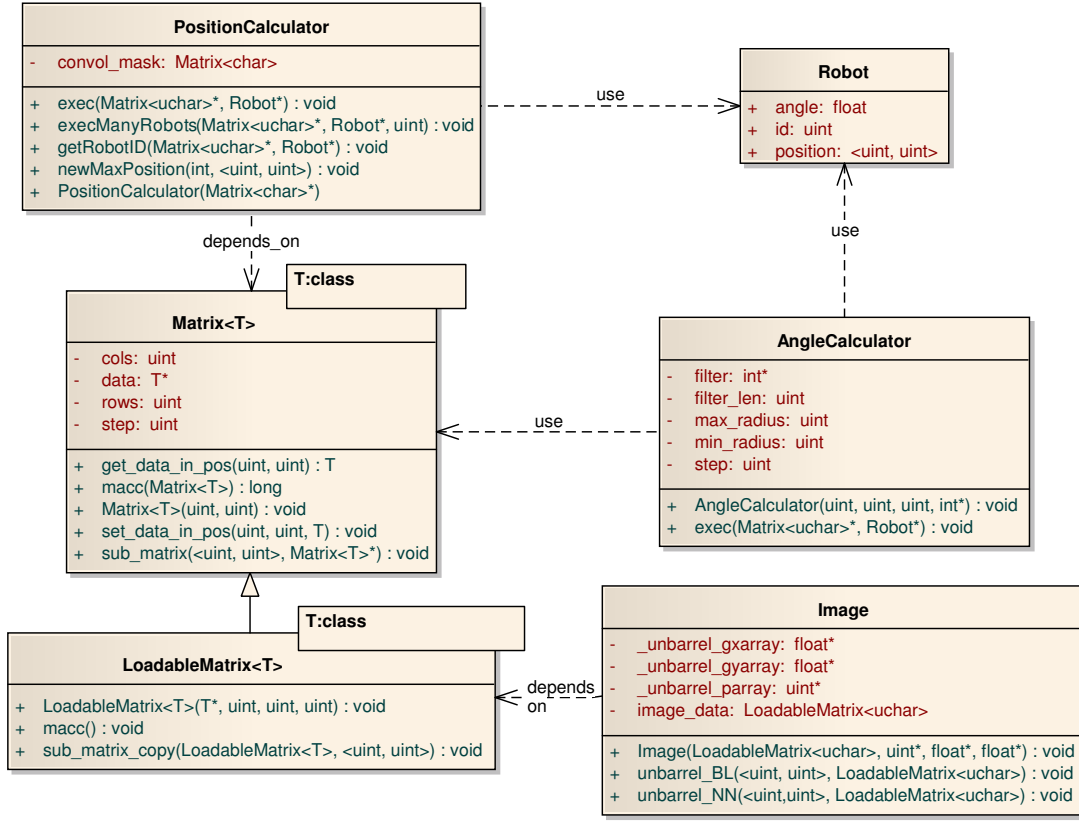 PositionCalculator
- convol_mask: Matrix<char>
+ exec(Matrix<uchar>*, Robot*) : void
+ execManyRobots(Matrix<uchar>*, Robot*, uint) : void
+ getRobotID(Matrix<uchar>*, Robot*) : void
+ newMaxPosition(int, <uint, uint>) : void
+ PositionCalculator(Matrix<char>*)
use
Robot
+ angle: float
+ id: uint
+ position: <uint, uint>
depends_on
use
T:class
Matrix<T>
- cols: uint
- data: T*
- rows: uint
- step: uint
+ get_data_in_pos(uint, uint) : T
+ macc(Matrix<T>) : long
+ Matrix<T>(uint, uint) : void
+ set_data_in_pos(uint, uint, T) : void
+ sub_matrix(<uint, uint>, Matrix<T>*) : void
use
AngleCalculator
- filter: int*
- filter_len: uint
- max_radius: uint
- min_radius: uint
- step: uint
+ AngleCalculator(uint, uint, uint, int*) : void
+ exec(Matrix<uchar>*, Robot*) : void
T:class
LoadableMatrix<T>
+ LoadableMatrix<T>(T*, uint, uint, uint) : void
+ macc() : void
+ sub_matrix_copy(LoadableMatrix<T>, <uint, uint>) : void
depends
on
Image
- _unbarrel_gxarray: float*
- _unbarrel_gyarray: float*
- _unbarrel_parray: uint*
- image_data: LoadableMatrix<uchar>
+ Image(LoadableMatrix<uchar>, uint*, float*, float*) : void
+ unbarrel_BL(<uint, uint>, LoadableMatrix<uchar>) : void
+ unbarrel_NN(<uint,uint>, LoadableMatrix<uchar>) : void